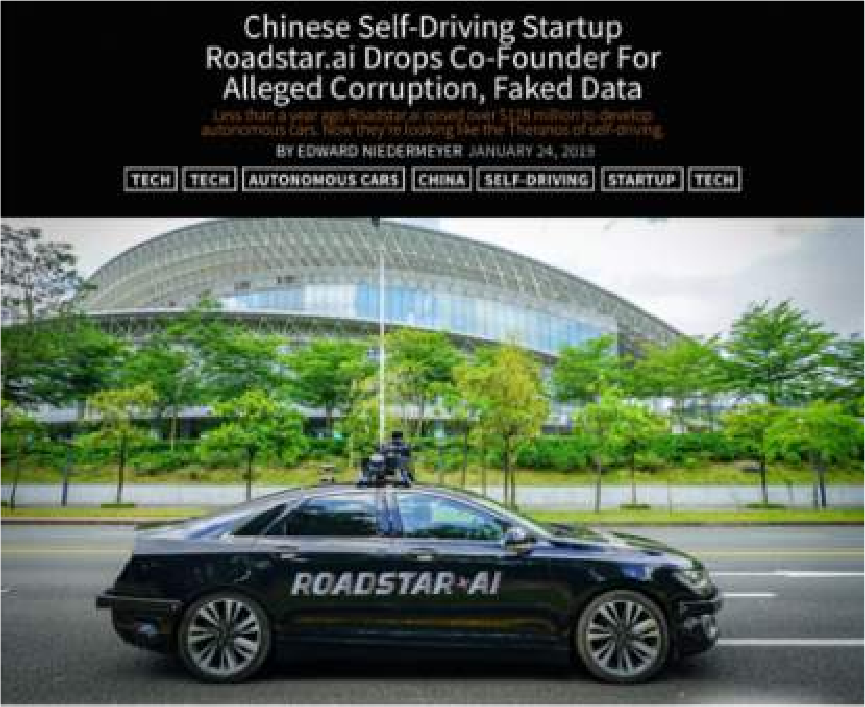 Chinese Self-Driving Startup
Roadstar.ai Drops Co-Founder For
Alleged Corruption, Faked Data
Less than a year ago Roadstar.ai raised over $128 million to develop
autonomous cars. Now they're looking like the Theranos of self-driving.
BY EDWARD NIEDERMEYER JANUARY 24, 2019
TECH TECH AUTONOMOUS CARS CHINA SELF-DRIVING STARTUP TECH
ROADSTAR AI